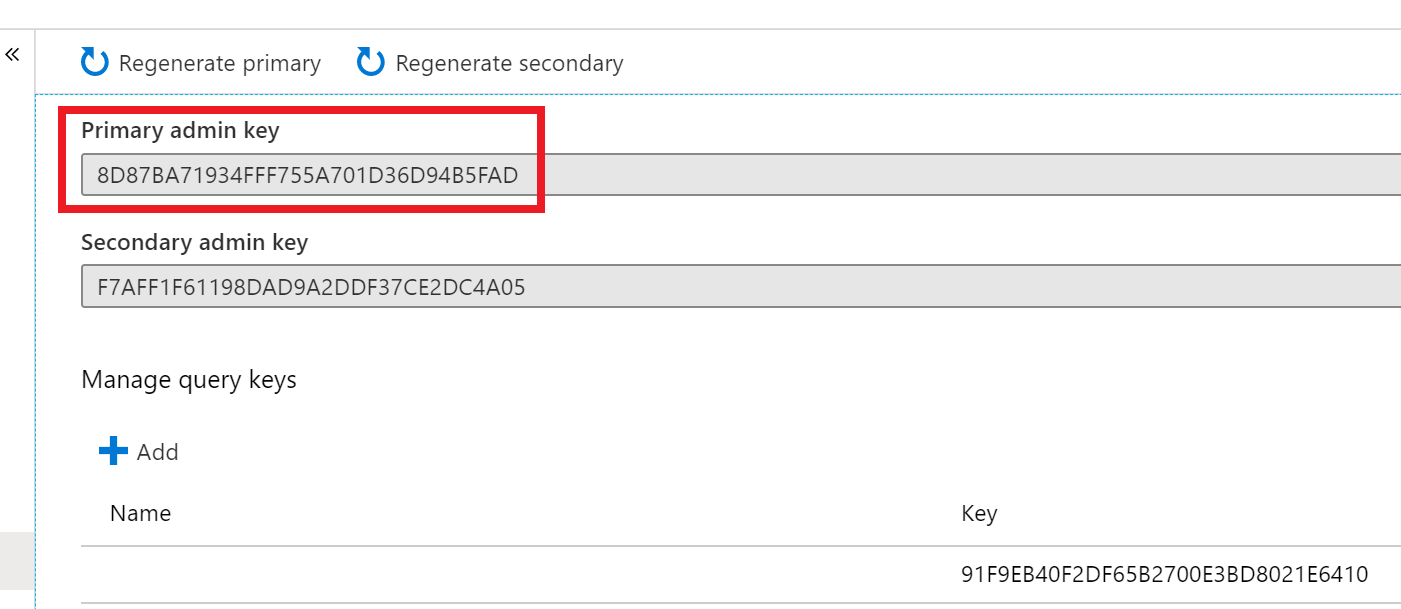 «
Regenerate primary Regenerate secondary
Primary admin key
8D87BA71934FFF755A701D36D94B5FAD
Secondary admin key
F7AFF1F61198DAD9A2DDF37CE2DC4A05
Manage query keys
Add
Name Key
91F9EB40F2DF65B2700E3BD8021E6410